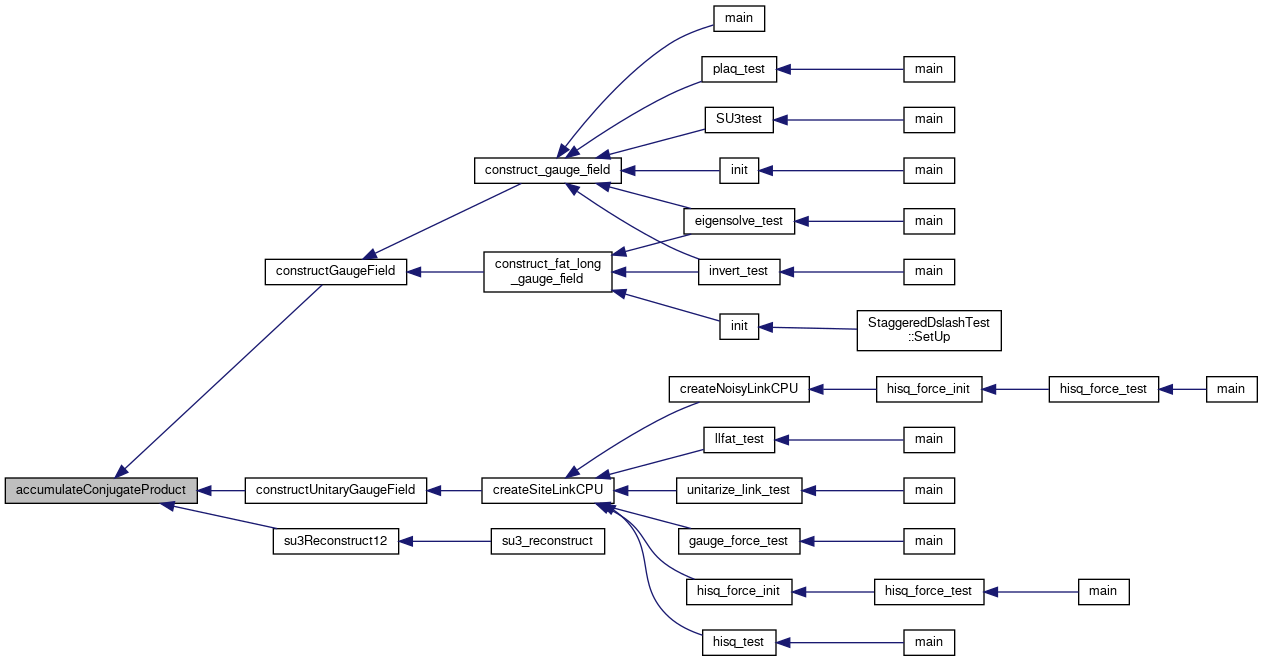 main
plaq_test
main
SU3test
main
construct_gauge_field
init
main
eigensolve_test
main
constructGaugeField
construct_fat_long
_gauge_field
invert_test
main
init
StaggeredDslashTest
::SetUp
createNoisyLinkCPU
hisq_force_init
hisq_force_test
main
llfat_test
main
accumulateConjugateProduct
constructUnitaryGaugeField
createSiteLinkCPU
unitarize_link_test
main
su3Reconstruct12
su3_reconstruct
gauge_force_test
main
hisq_force_init
hisq_force_test
main
hisq_test
main